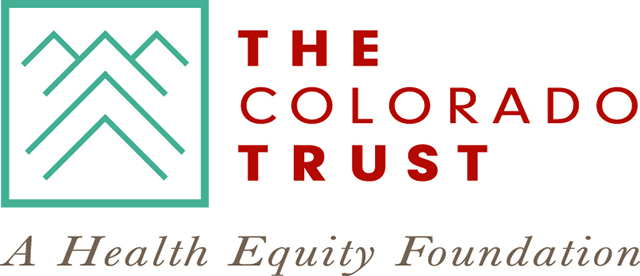 THE
COLORADO
TRUST
A Health Equity Foundation